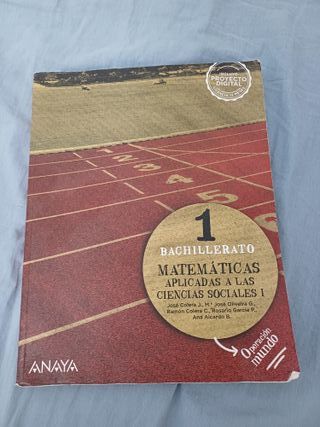 INCLUYE
PROYECTO
DIGITAL
1
BACHILLERATO
MATEMÁTICAS
APLICADAS A LAS
CIENCIAS SOCIALES I
José Colera J., M.ª José Oliveira G.,
Ramón Colera C., Rosario García P.,
Ana Aicardo B.
ANAYA
Operación
mundo